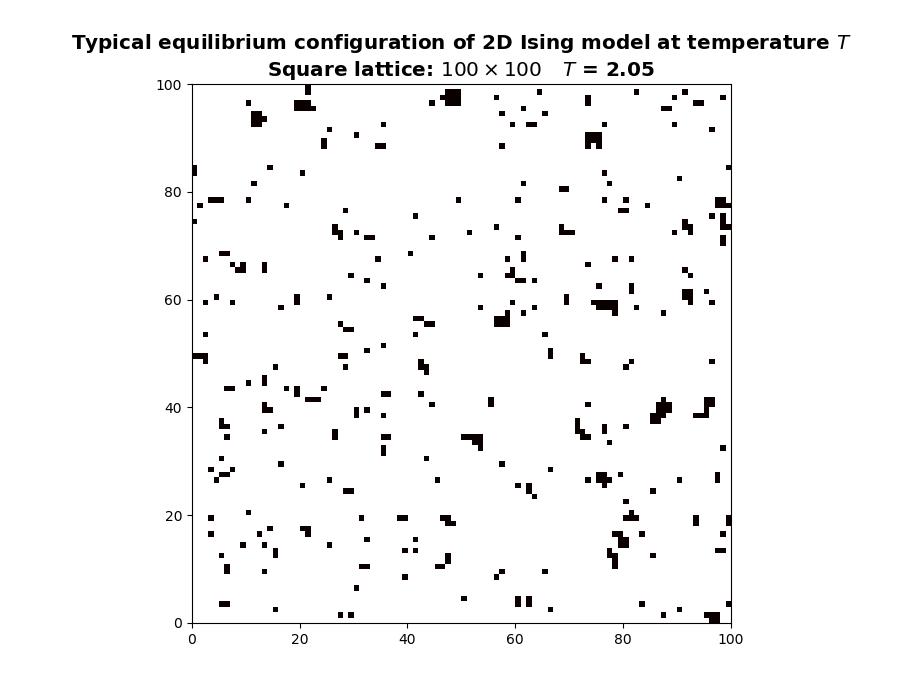 Typical equilibrium configuration of 2D Ising model at temperature T
Square lattice: 100 × 100 T = 2.05
100
80
60
40
20
0
0 20 40 60 80 100